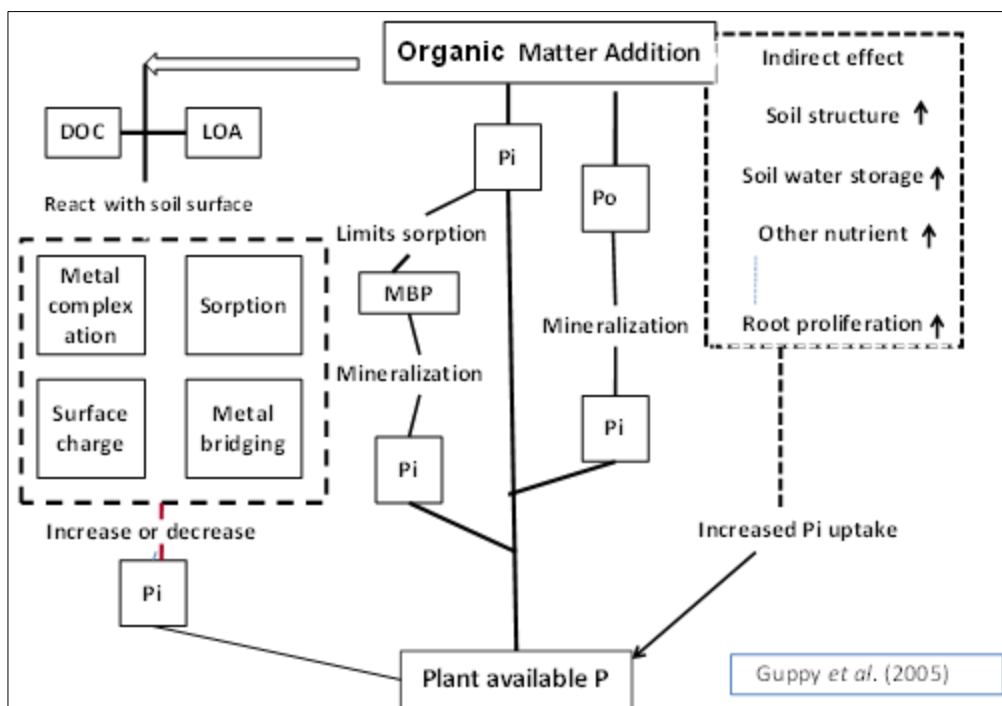 Organic Matter Addition
DOC
LOA
React with soil surface
Metal
complex
ation
Sorption
Surface
charge
Metal
bridging
Increase or decrease
Pi
Pi
Limits sorption
MBP
Mineralization
Pi
Po
Mineralization
Pi
Indirect effect
Soil structure
Soil water storage
Other nutrient
Root proliferation
Increased Pi uptake
Plant available P
Guppy et al. (2005)